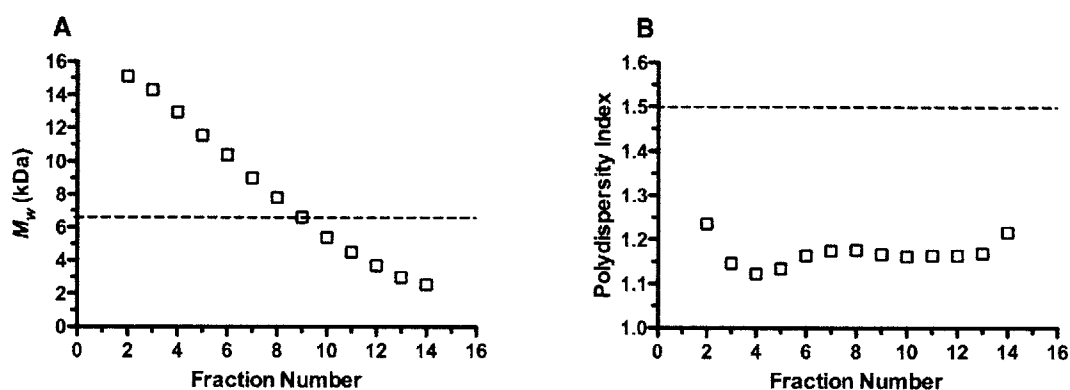 A
16
14
12
10
8
6
4
2
0
M_w (kDa)
0 2 4 6 8 10 12 14 16
Fraction Number
B
1.6
1.5
1.4
1.3
1.2
1.1
1.0
Polydispersity Index
0 2 4 6 8 10 12 14 16
Fraction Number